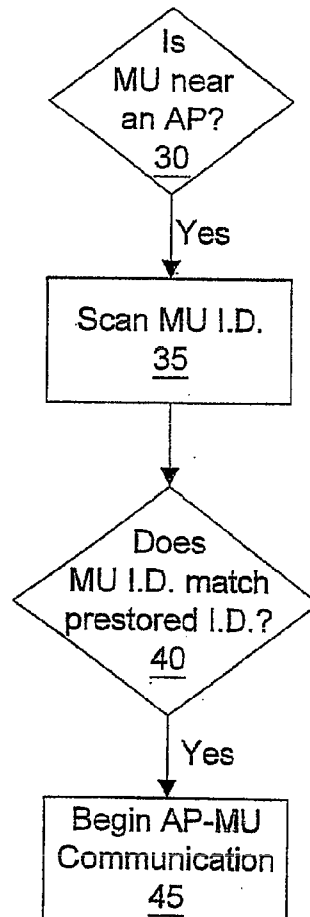 Is
MU near
an AP?
30
Yes
Scan MU I.D.
35
Does
MU I.D. match
prestored I.D.?
40
Yes
Begin AP-MU
Communication
45